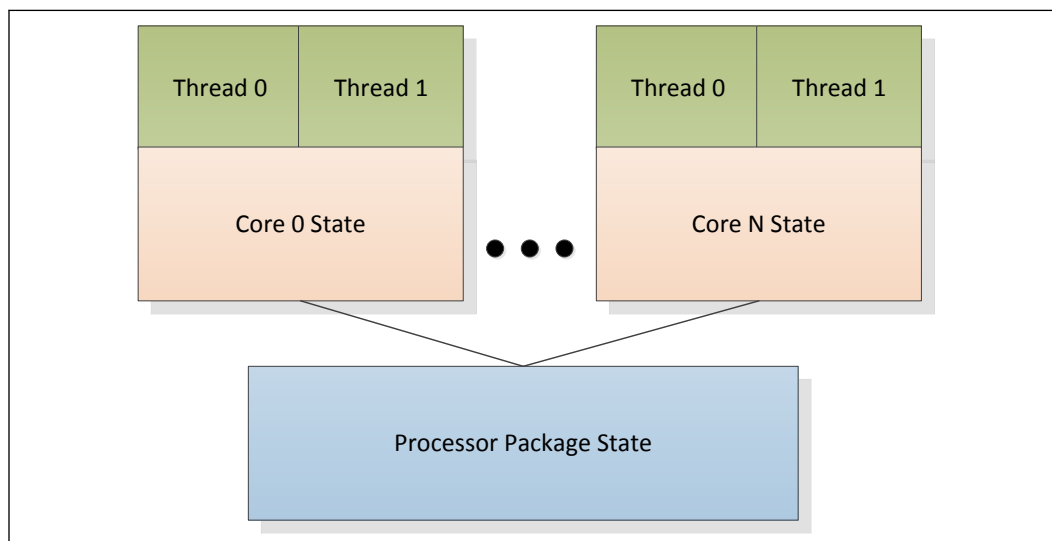 Thread 0
Thread 1
Thread 0
Thread 1
Core 0 State
Core N State
Processor Package State